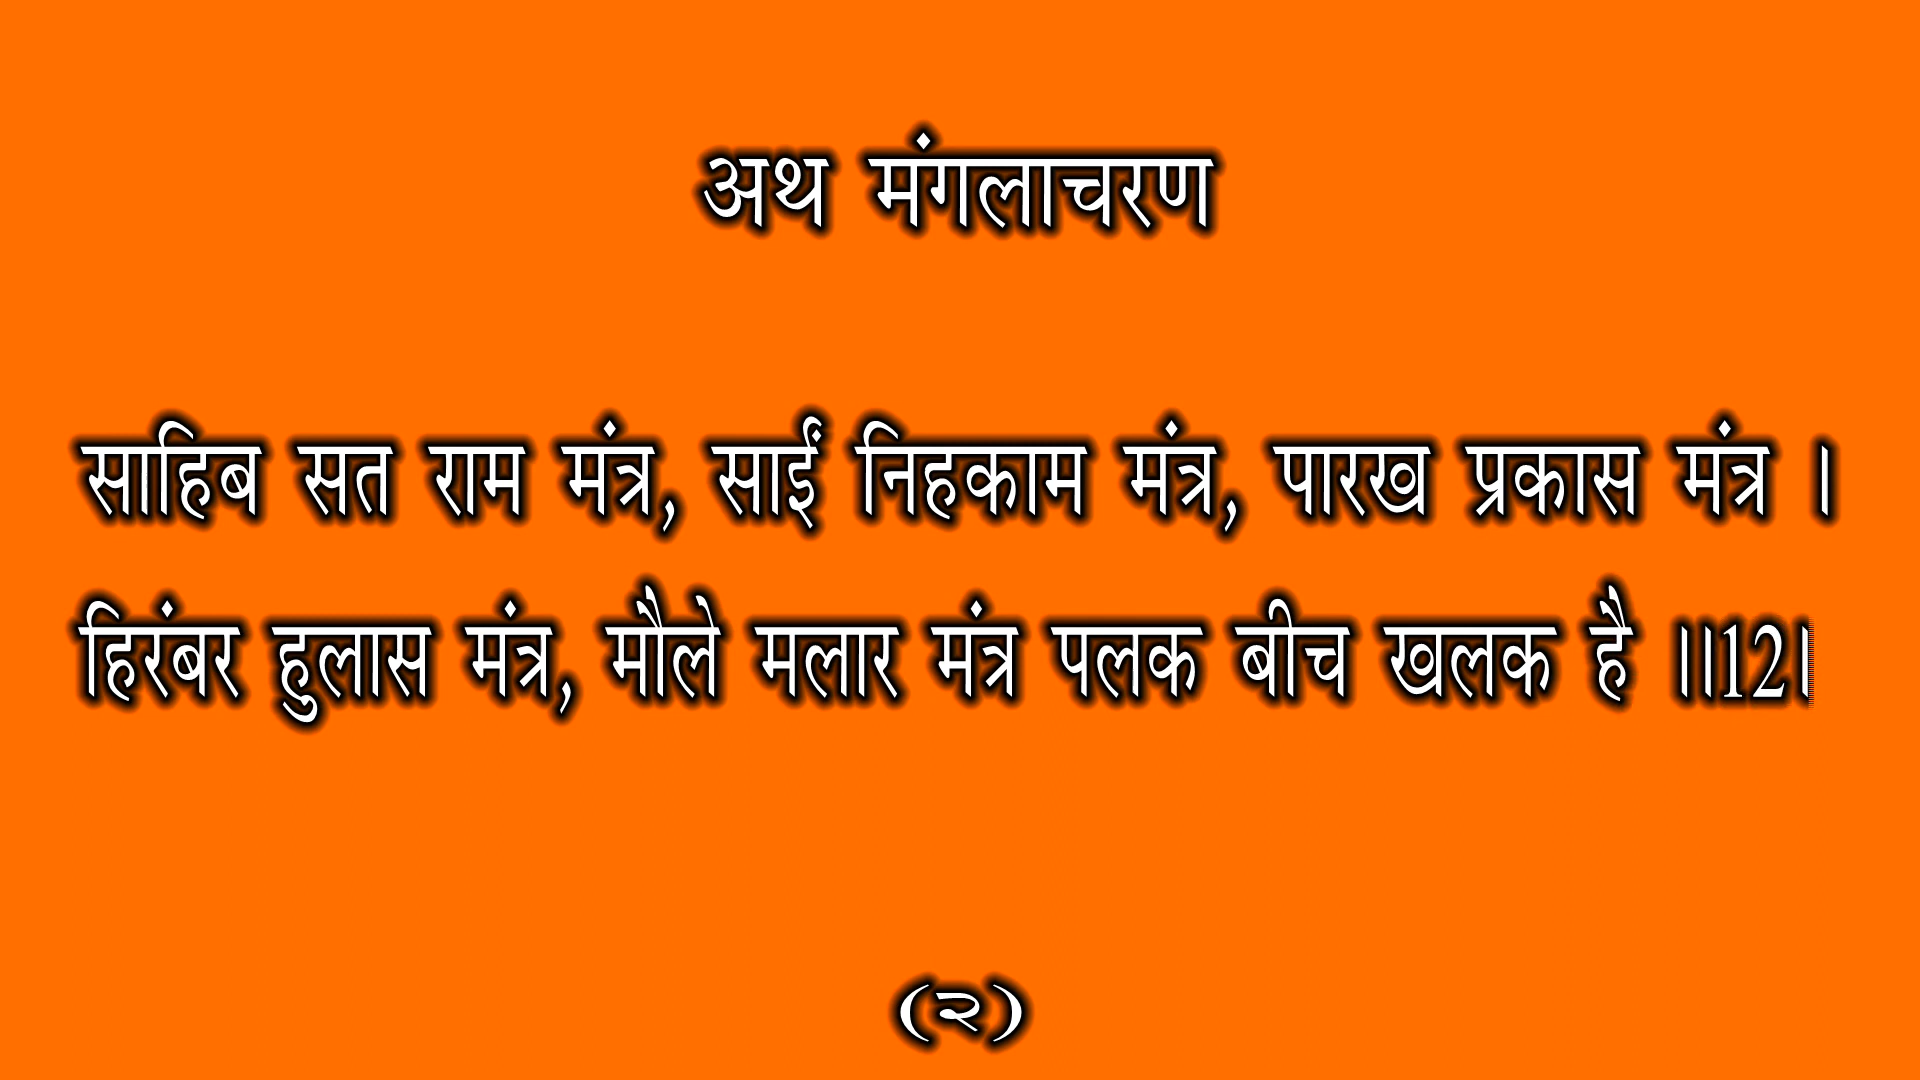 अथ मंगलाचरण
साहिब सत राम मंत्र, साईं निहकाम मंत्र, पारख प्रकास मंत्र ।
हिरंबर हुलास मंत्र, मौले मलार मंत्र पलक बीच खलक है ।।12।
(२)